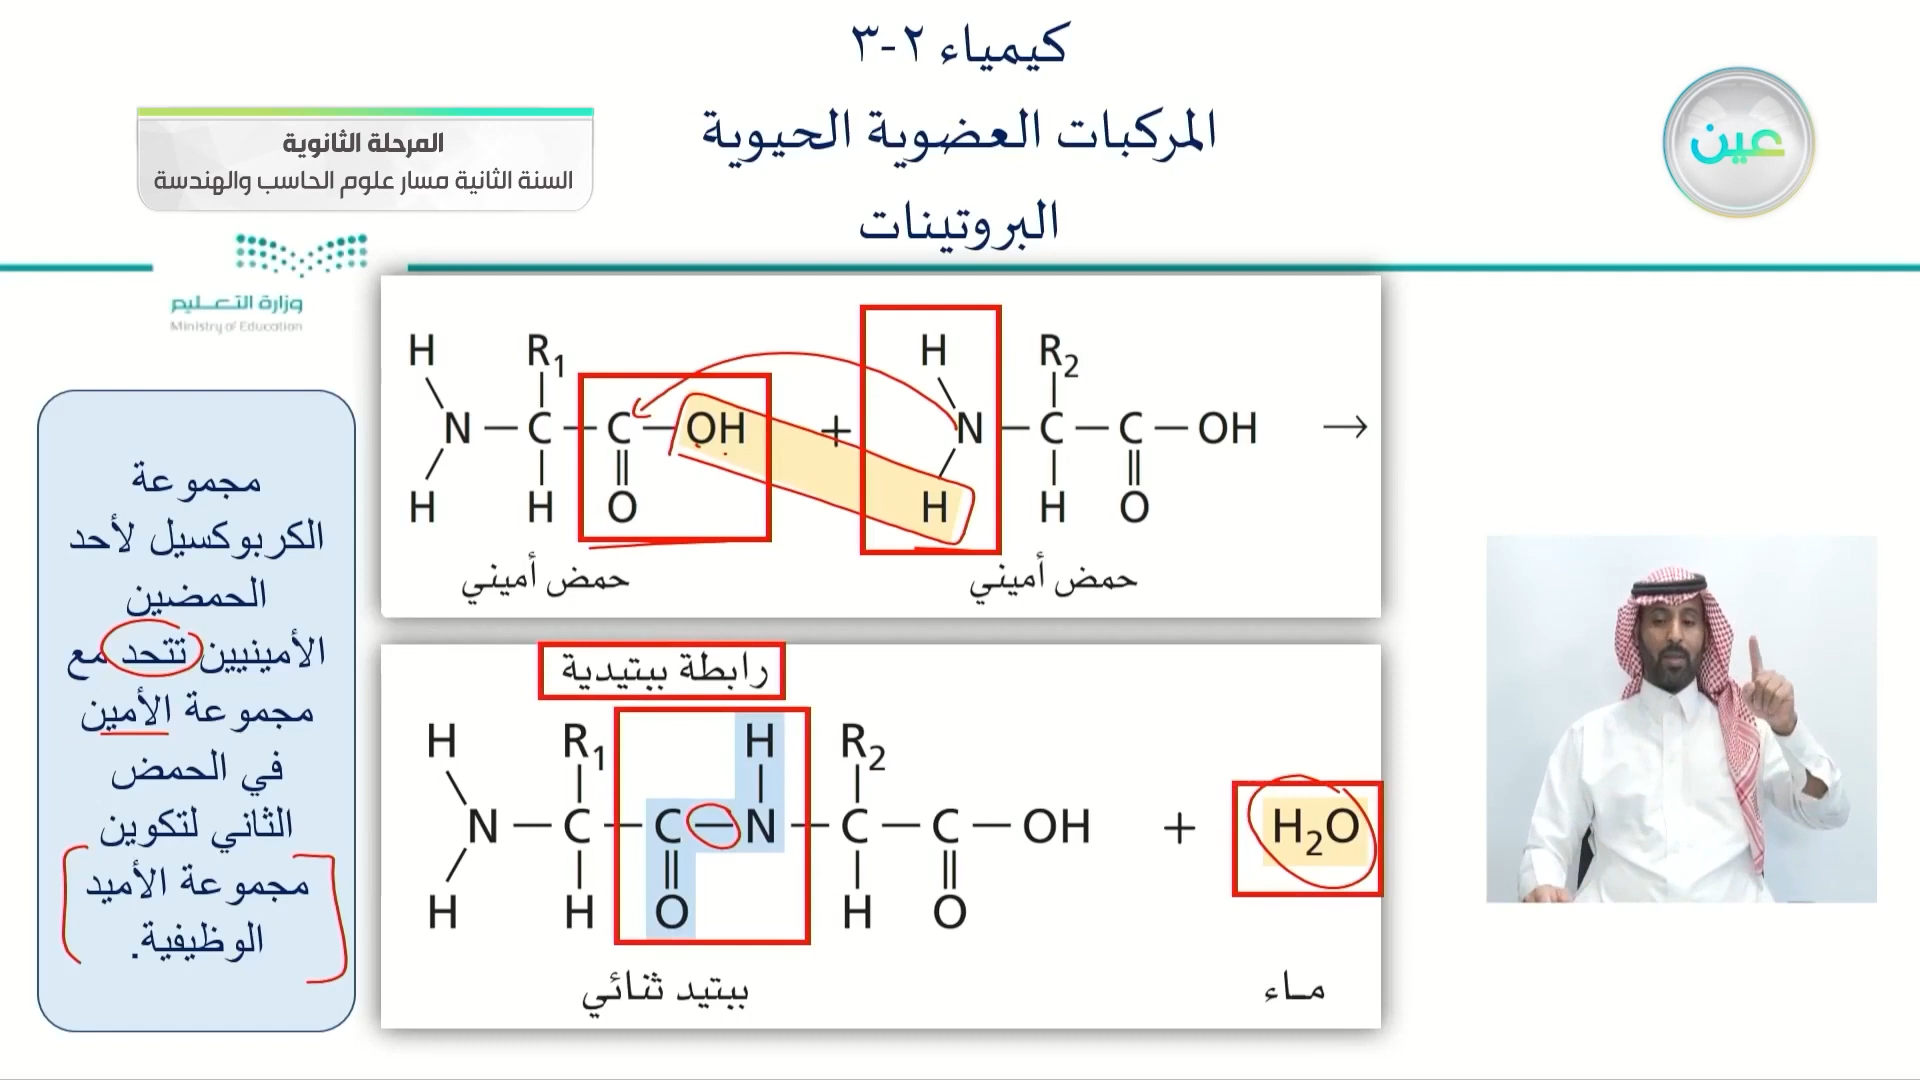 كيمياء ٢-٣
المركبات العضوية الحيوية
البروتينات
عين
المرحلة الثانوية
السنة الثانية مسار علوم الحاسب والهندسة
وزارة التعـــليم
Ministry of Education
مجموعة
الكربوكسيل لأحد
الحمضين
الأمينيين تتحد مع
مجموعة الأمين
في الحمض
الثاني لتكوين
مجموعة الأميد
الوظيفية.
H R₁ H R₂
N — C — C — OH + N — C — C — OH →
H H O H H O
حمض أميني حمض أميني
رابطة ببتيدية
H R₁ H R₂
N — C — C — N — C — C — OH + H₂O
H H O H O
ببتيد ثنائي ماء